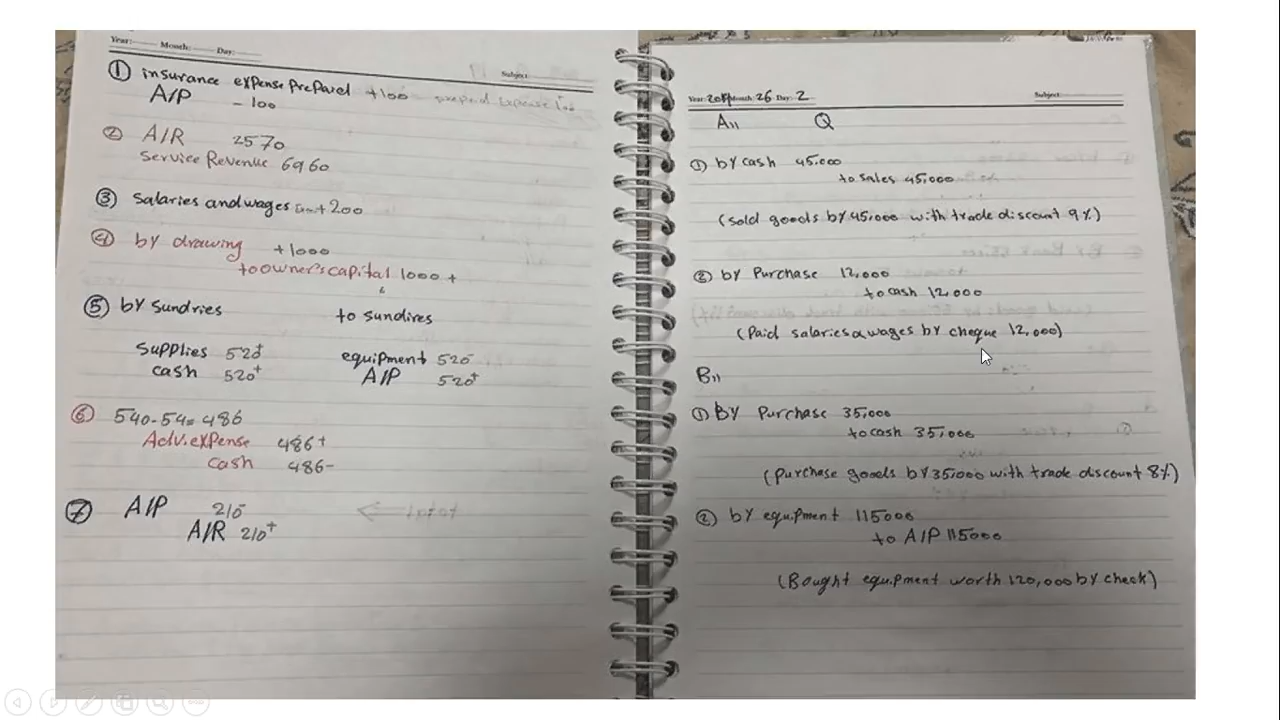 Year: Month: Day:
Subject
① insurance expense prepaid +100
A/P -100
② A/R 2570
Service Revenue 6960
③ Salaries and wages +200
④ by drawing +1000
to owner's capital 1000 +
⑤ by sundries to sundires
Supplies 520+ equipment 520-
cash 520+ A/P 520+
⑥ 540-54= 486
Adv.expense 486+
cash 486-
⑦ A/P 210-
A/R 210+
Year: Month: 26 Day: 2 Subject:
A,, Q
① by cash 45,000
to sales 45,000
(sold goods by 45,000 with trade discount 9%)
② by Purchase 12,000
to cash 12,000
(Paid salaries & wages by cheque 12,000)
B,,
① By Purchase 35,000
to cash 35,000
(purchase goods by 35,000 with trade discount 8%)
② by equipment 115000
to A/P 115000
(Bought equipment worth 120,000 by check)